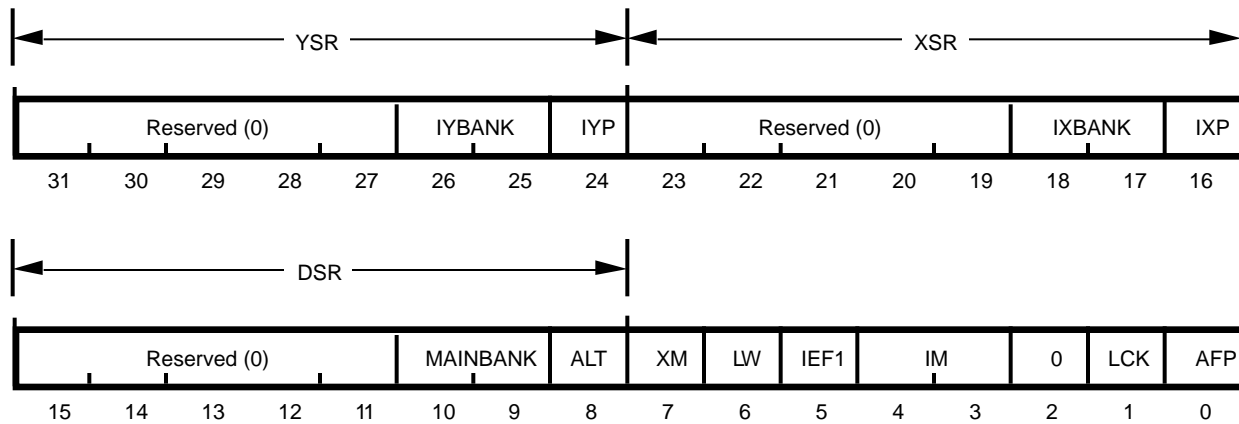 YSR XSR
Reserved (0) IYBANK IYP Reserved (0) IXBANK IXP
31 30 29 28 27 26 25 24 23 22 21 20 19 18 17 16
DSR
Reserved (0) MAINBANK ALT XM LW IEF1 IM 0 LCK AFP
15 14 13 12 11 10 9 8 7 6 5 4 3 2 1 0